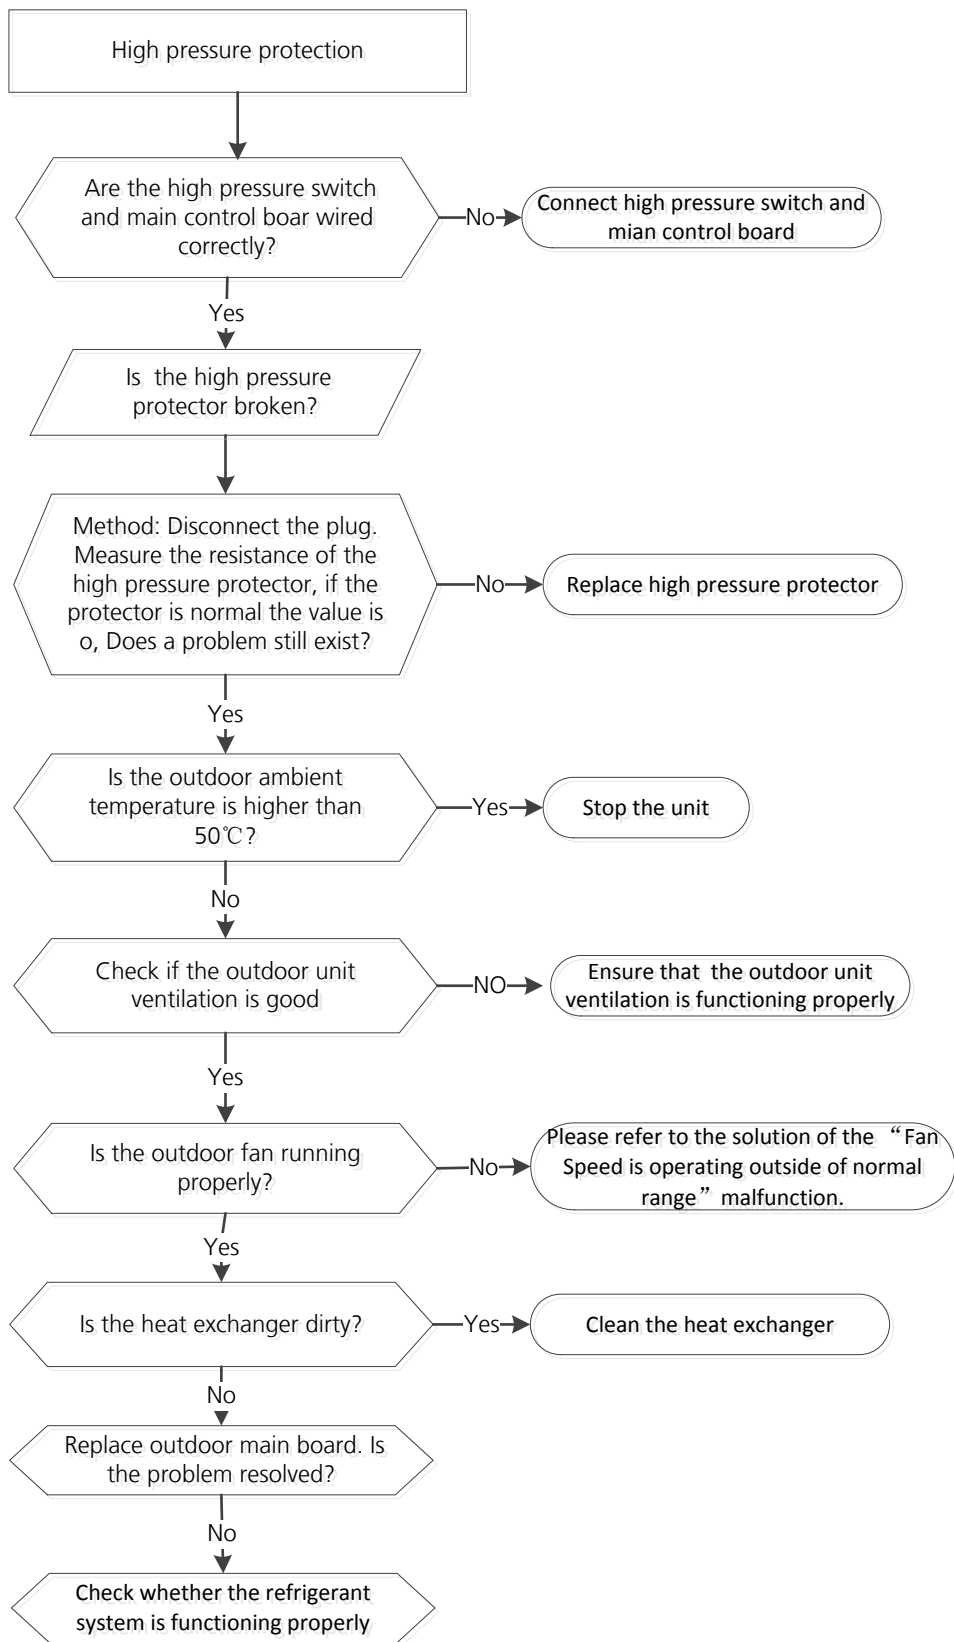 High pressure protection
Are the high pressure switch
and main control boar wired
correctly?
No
Connect high pressure switch and
mian control board
Yes
Is the high pressure
protector broken?
Method: Disconnect the plug.
Measure the resistance of the
high pressure protector, if the
protector is normal the value is
o, Does a problem still exist?
No
Replace high pressure protector
Yes
Is the outdoor ambient
temperature is higher than
50℃?
Yes
Stop the unit
No
Check if the outdoor unit
ventilation is good
NO
Ensure that the outdoor unit
ventilation is functioning properly
Yes
Is the outdoor fan running
properly?
No
Please refer to the solution of the “Fan
Speed is operating outside of normal
range” malfunction.
Yes
Is the heat exchanger dirty?
Yes
Clean the heat exchanger
No
Replace outdoor main board. Is
the problem resolved?
No
Check whether the refrigerant
system is functioning properly